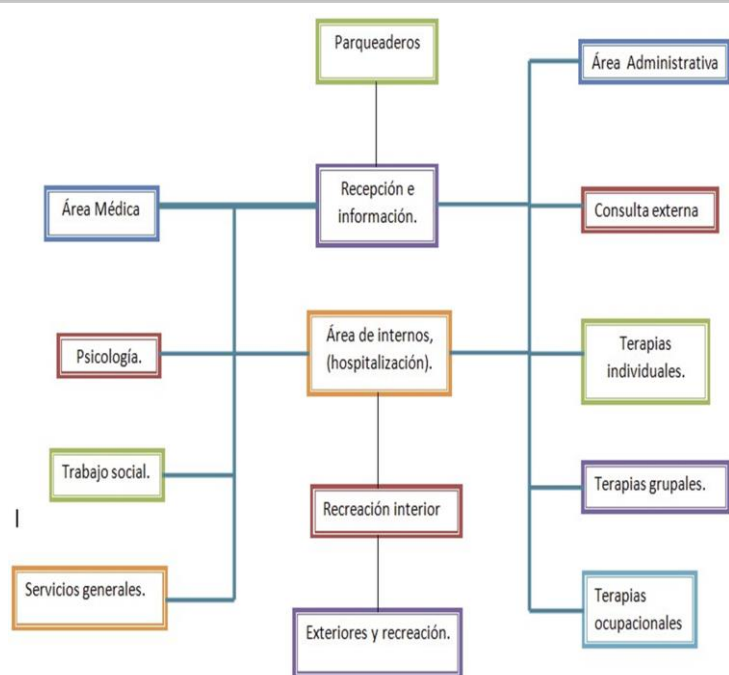 Parqueaderos
Área Administrativa
Área Médica
Recepción e
información.
Consulta externa
Psicología.
Área de internos,
(hospitalización).
Terapias
individuales.
Trabajo social.
Recreación interior
Terapias grupales.
Servicios generales.
Exteriores y recreación.
Terapias
ocupacionales